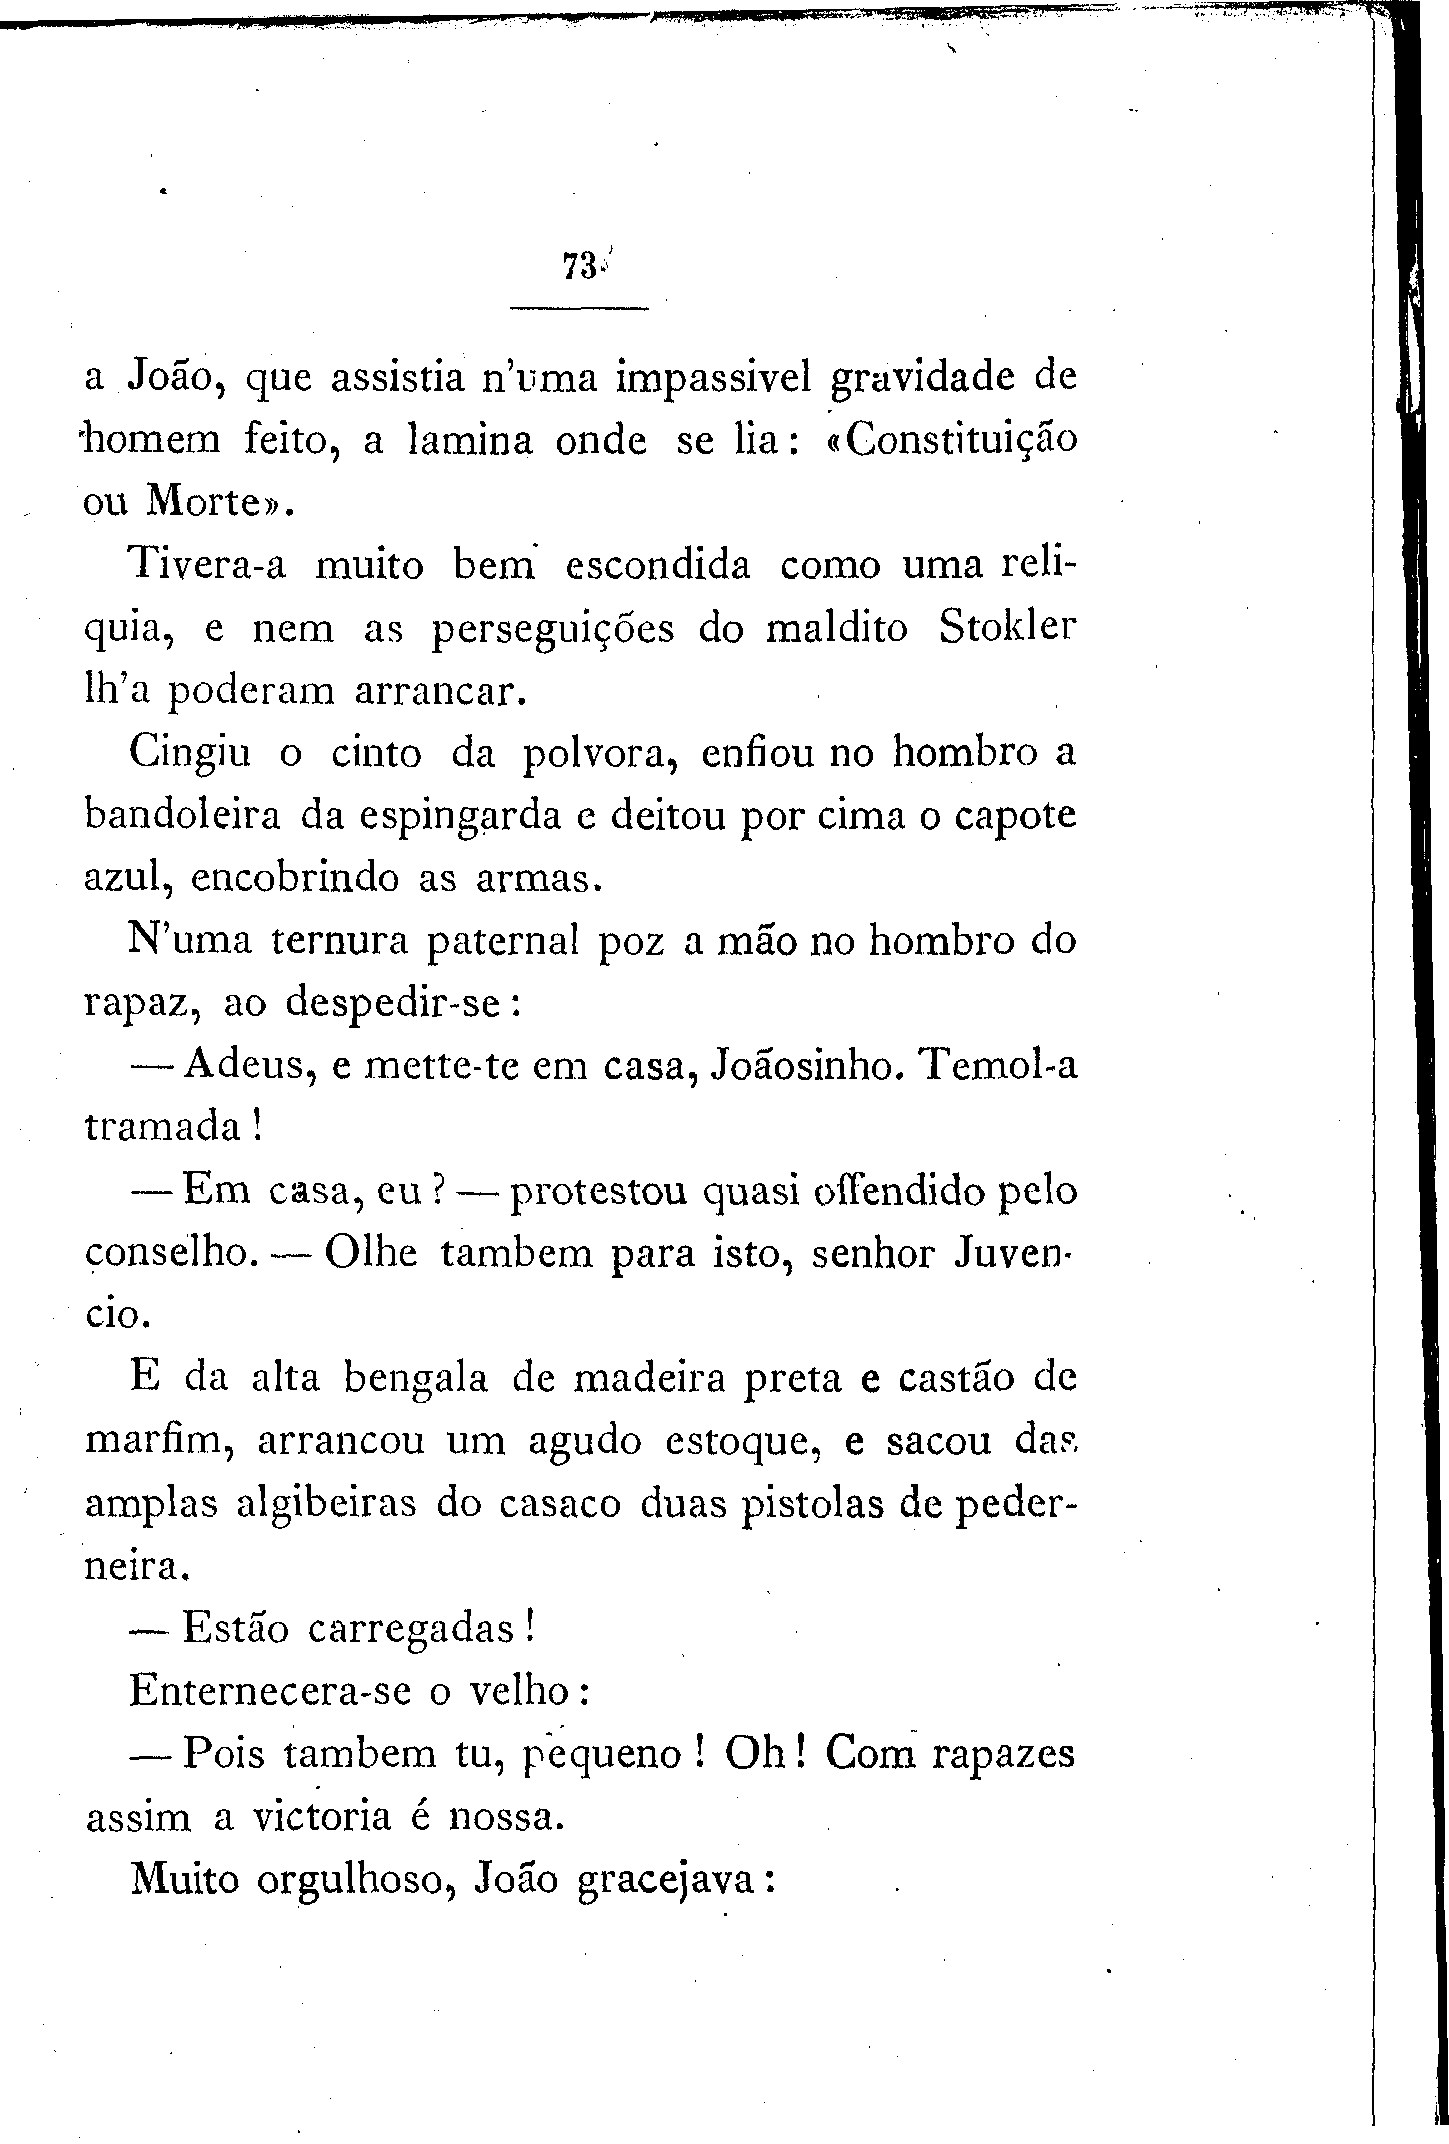 73
a João, que assistia n'uma impassivel gravidade de
homem feito, a lamina onde se lia: «Constituição
ou Morte».
Tivera-a muito bem escondida como uma reli-
quia, e nem as perseguições do maldito Stokler
lh'a poderam arrancar.
Cingiu o cinto da polvora, enfiou no hombro a
bandoleira da espingarda e deitou por cima o capote
azul, encobrindo as armas.
N'uma ternura paternal poz a mão no hombro do
rapaz, ao despedir-se:
— Adeus, e mette-te em casa, Joãosinho. Temol-a
tramada!
— Em casa, eu? — protestou quasi offendido pelo
conselho. — Olhe tambem para isto, senhor Juven-
cio.
E da alta bengala de madeira preta e castão de
marfim, arrancou um agudo estoque, e sacou das
amplas algibeiras do casaco duas pistolas de peder-
neira.
— Estão carregadas!
Enternecera-se o velho:
— Pois tambem tu, pequeno! Oh! Com rapazes
assim a victoria é nossa.
Muito orgulhoso, João gracejava: